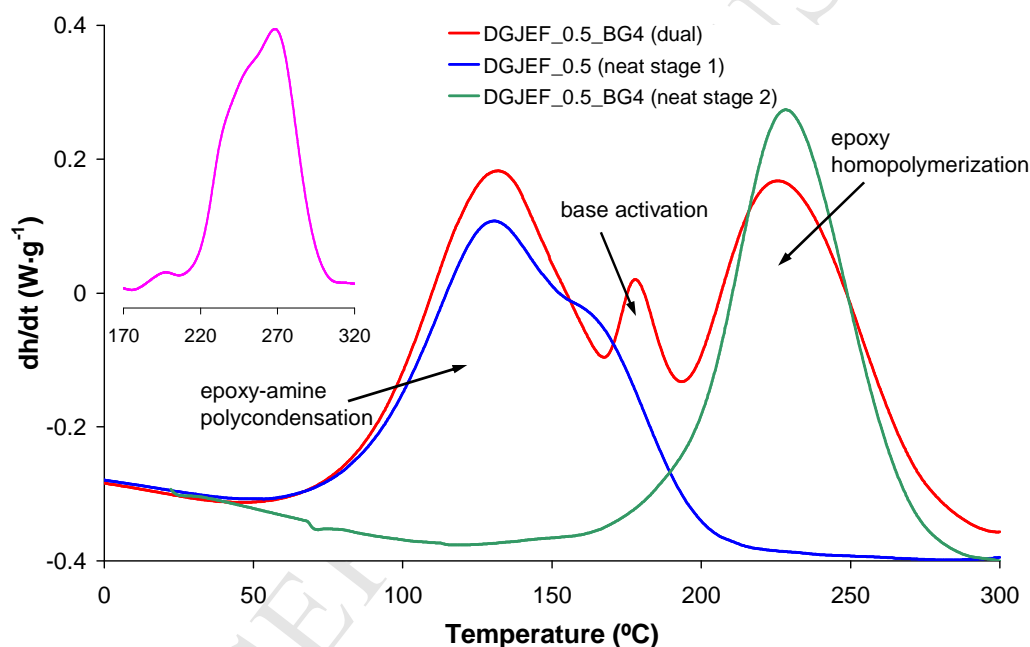 0.4
0.2
0
-0.2
-0.4
dh/dt (W·g⁻¹)
DGJEF_0.5_BG4 (dual)
DGJEF_0.5 (neat stage 1)
DGJEF_0.5_BG4 (neat stage 2)
epoxy
homopolymerization
base activation
epoxy-amine
polycondensation
170 220 270 320
0 50 100 150 200 250 300
Temperature (ºC)